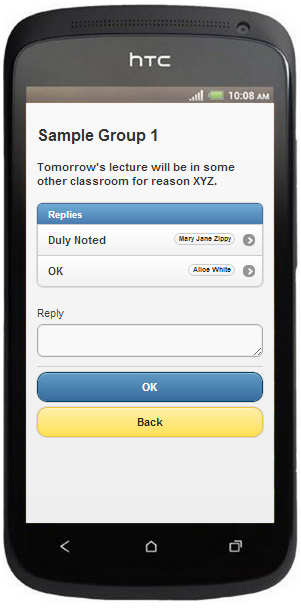 hTC
10:08 AM
Sample Group 1
Tomorrow's lecture will be in some
other classroom for reason XYZ.
Replies
Duly Noted Mary Jane Zippy
OK Alice White
Reply
OK
Back